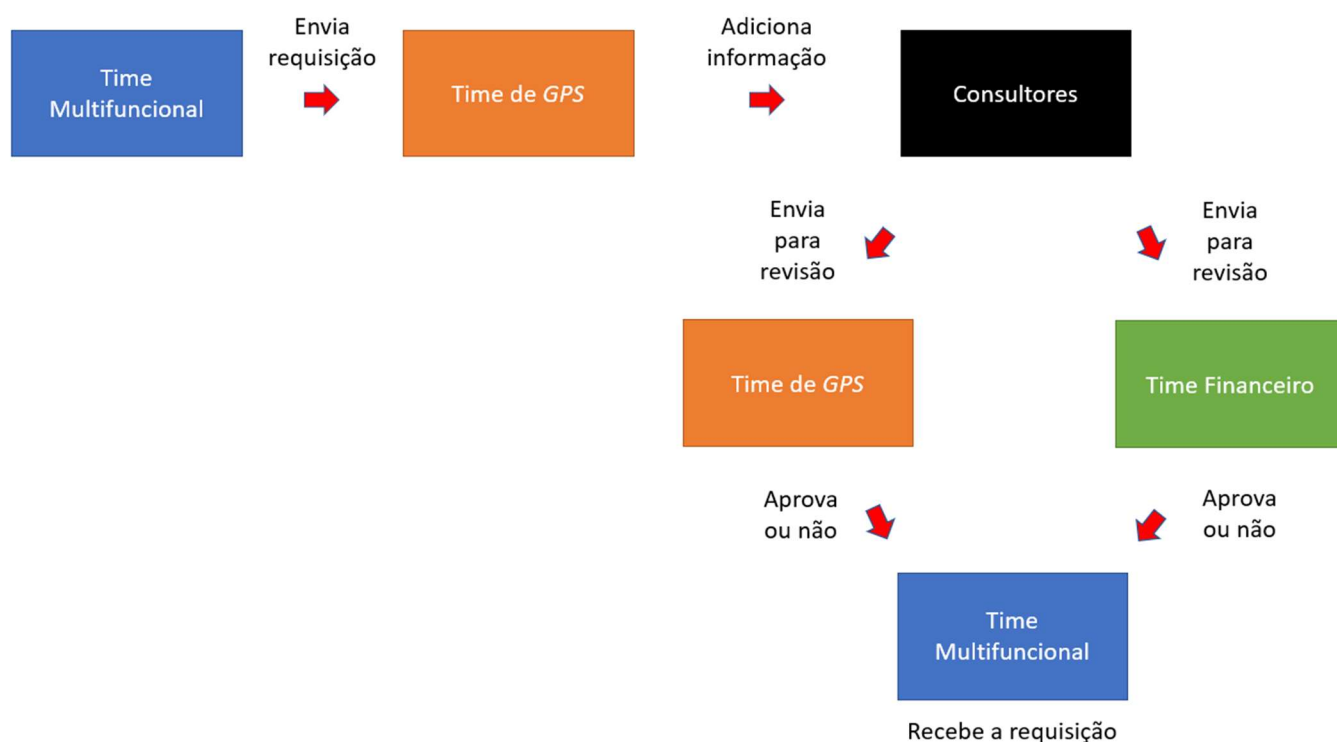 Envia
requisição
Adiciona
informação
Time
Multifuncional
Time de GPS
Consultores
Envia
para
revisão
Envia
para
revisão
Time de GPS
Time Financeiro
Aprova
ou não
Aprova
ou não
Time
Multifuncional
Recebe a requisição